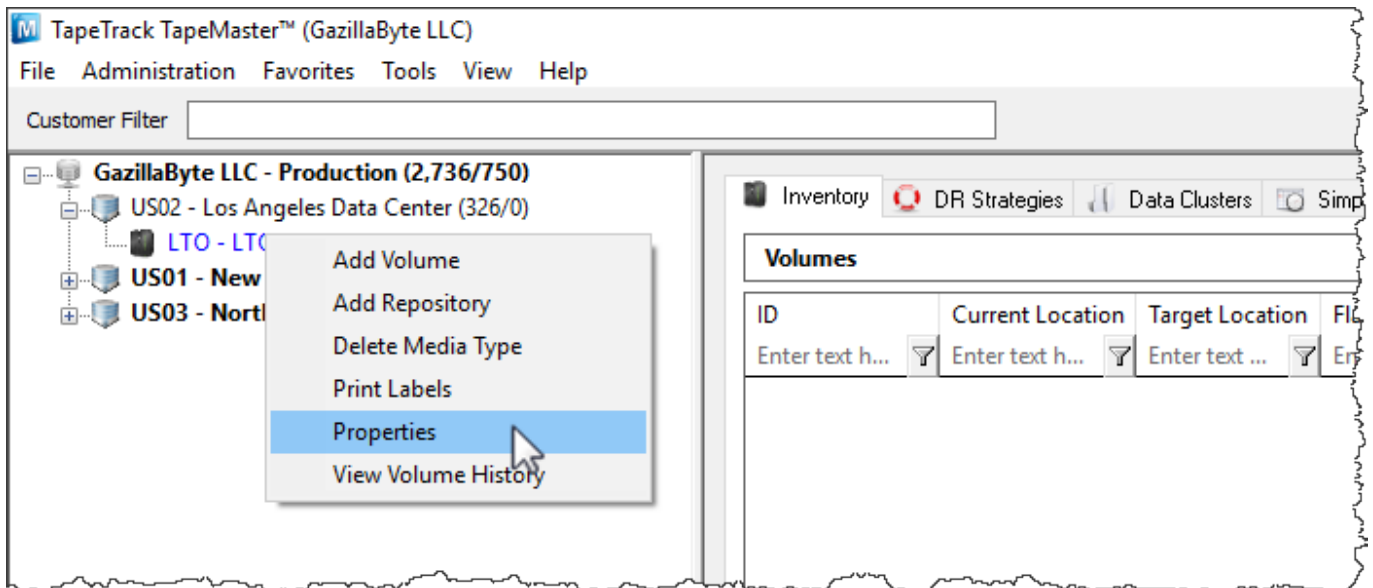 TapeTrack TapeMaster™ (GazillaByte LLC)
File Administration Favorites Tools View Help
Customer Filter
GazillaByte LLC - Production (2,736/750)
US02 - Los Angeles Data Center (326/0)
LTO - LTO
US01 - New
US03 - North
Add Volume
Add Repository
Delete Media Type
Print Labels
Properties
View Volume History
Inventory DR Strategies Data Clusters Simp
Volumes
ID Current Location Target Location
Enter text h... Enter text h... Enter text ...